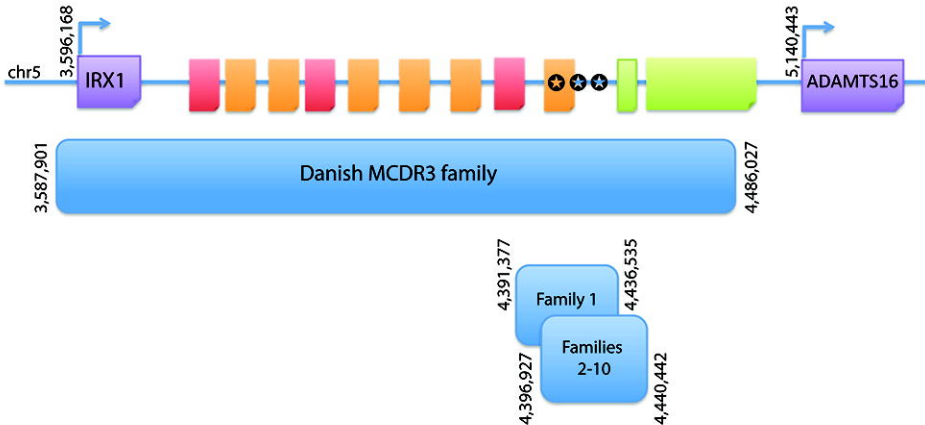 3,596,168
5,140,443
chr5
IRX1
ADAMTS16
3,587,901
Danish MCDR3 family
4,486,027
4,391,377
Family 1
4,436,535
4,396,927
Families
2-10
4,440,442